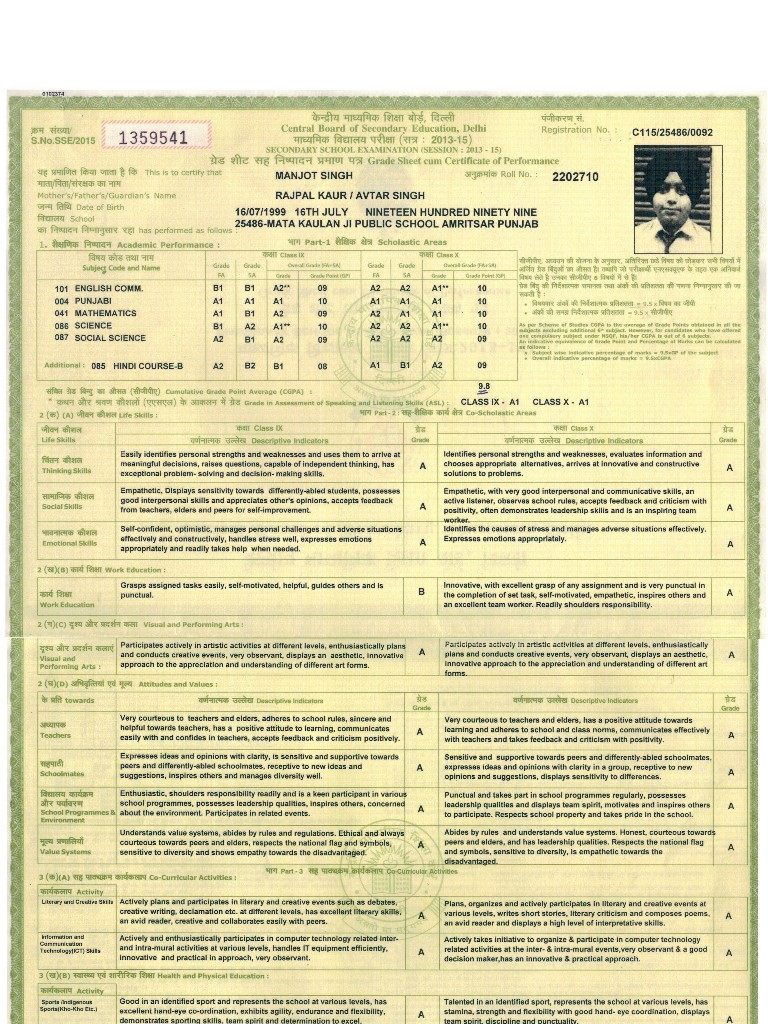 0102374
क्रम संख्या/
S.No.SSE/2015
1359541
केन्द्रीय माध्यमिक शिक्षा बोर्ड, दिल्ली
Central Board of Secondary Education, Delhi
माध्यमिक विद्यालय परीक्षा (सत्र : 2013-15)
SECONDARY SCHOOL EXAMINATION (SESSION : 2013 - 15)
ग्रेड शीट सह निष्पादन प्रमाण पत्र Grade Sheet cum Certificate of Performance
पंजीकरण सं.
Registration No. : C115/25486/0092
यह प्रमाणित किया जाता है कि This is to certify that MANJOT SINGH अनुक्रमांक Roll No. : 2202710
माता/पिता/संरक्षक का नाम
Mother's/Father's/Guardian's Name RAJPAL KAUR / AVTAR SINGH
जन्म तिथि Date of Birth 16/07/1999 16TH JULY NINETEEN HUNDRED NINETY NINE
विद्यालय School 25486-MATA KAULAN JI PUBLIC SCHOOL AMRITSAR PUNJAB
का निष्पादन निम्नानुसार रहा has performed as follows :
भाग Part-1 शैक्षिक क्षेत्र Scholastic Areas
1. शैक्षणिक निष्पादन Academic Performance :
विषय कोड तथा नाम
Subject Code and Name
कक्षा Class IX
कक्षा Class X
Grade FA Grade SA Overall Grade (FA+SA) Grade Grade Point (GP) Grade FA Grade SA Overall Grade (FA+SA) Grade Grade Point (GP)
101 ENGLISH COMM. B1 B1 A2** 09 A2 A2 A1** 10
004 PUNJABI A1 A1 A1 10 A1 A1 A1 10
041 MATHEMATICS A1 A1 A1 10 A2 A1 A1 10
086 SCIENCE B1 A2 A1** 10 A2 A2 A1** 10
087 SOCIAL SCIENCE A2 B1 A2 09 A1 A2 A2 09
Additional : 085 HINDI COURSE-B A2 B2 B1 08 A1 B1 A2 09
As per Scheme of Studies CGPA is the average of Grade Points obtained in all the
subjects excluding additional 6th subject. However, for candidates who have offered
one compulsory subject under NSQF, his/her CGPA is out of 6 subjects.
An indicative equivalence of Grade Point and Percentage of Marks can be calculated
as follows :
• Subject wise indicative percentage of marks = 9.5xGP of the subject
• Overall indicative percentage of marks = 9.5xCGPA
संचित ग्रेड बिन्दु का औसत (सीजीपीए) Cumulative Grade Point Average (CGPA) : 9.8
* कथन और श्रवण कौशलों (एएसएल) के आकलन में ग्रेड Grade in Assessment of Speaking and Listening Skills (ASL) : CLASS IX - A1 CLASS X - A1
भाग Part-2 : सह-शैक्षिक कार्य क्षेत्र Co-Scholastic Areas
2 (क) (A) जीवन कौशल Life Skills :
जीवन कौशल
Life Skills
कक्षा Class IX
वर्णनात्मक उल्लेख Descriptive Indicators
ग्रेड
Grade
कक्षा Class X
वर्णनात्मक उल्लेख Descriptive Indicators
ग्रेड
Grade
चिंतन कौशल
Thinking Skills
Easily identifies personal strengths and weaknesses and uses them to arrive at
meaningful decisions, raises questions, capable of independent thinking, has
exceptional problem- solving and decision- making skills.
A
Identifies personal strengths and weaknesses, evaluates information and
chooses appropriate alternatives, arrives at innovative and constructive
solutions to problems.
A
सामाजिक कौशल
Social Skills
Empathetic, Displays sensitivity towards differently-abled students, possesses
good interpersonal skills and appreciates other's opinions, accepts feedback
from teachers, elders and peers for self-improvement.
A
Empathetic, with very good interpersonal and communicative skills, an
active listener, observes school rules, accepts feedback and criticism with
positivity, often demonstrates leadership skills and is an inspiring team
worker.
A
भावनात्मक कौशल
Emotional Skills
Self-confident, optimistic, manages personal challenges and adverse situations
effectively and constructively, handles stress well, expresses emotions
appropriately and readily takes help when needed.
A
Identifies the causes of stress and manages adverse situations effectively.
Expresses emotions appropriately.
A
2 (ख)(B) कार्य शिक्षा Work Education :
कार्य शिक्षा
Work Education
Grasps assigned tasks easily, self-motivated, helpful, guides others and is
punctual.
B
Innovative, with excellent grasp of any assignment and is very punctual in
the completion of set task, self-motivated, empathetic, inspires others and
an excellent team worker. Readily shoulders responsibility.
A
2 (ग)(C) दृश्य और प्रदर्शन कला Visual and Performing Arts :
दृश्य और प्रदर्शन कलाएं
Visual and
Performing Arts :
Participates actively in artistic activities at different levels, enthusiastically plans
and conducts creative events, very observant, displays an aesthetic, innovative
approach to the appreciation and understanding of different art forms.
A
Participates actively in artistic activities at different levels, enthusiastically
plans and conducts creative events, very observant, displays an aesthetic,
innovative approach to the appreciation and understanding of different art
forms.
A
2 (घ)(D) अभिवृत्तियां एवं मूल्य Attitudes and Values :
के प्रति towards
वर्णनात्मक उल्लेख Descriptive Indicators
ग्रेड
Grade
वर्णनात्मक उल्लेख Descriptive Indicators
ग्रेड
Grade
अध्यापक
Teachers
Very courteous to teachers and elders, adheres to school rules, sincere and
helpful towards teachers, has a positive attitude to learning, communicates
easily with and confides in teachers, accepts feedback and criticism positively.
A
Very courteous to teachers and elders, has a positive attitude towards
learning and adheres to school and class norms, communicates effectively
with teachers and takes feedback and criticism with positivity.
A
सहपाठी
Schoolmates
Expresses ideas and opinions with clarity, is sensitive and supportive towards
peers and differently-abled schoolmates, receptive to new ideas and
suggestions, inspires others and manages diversity well.
A
Sensitive and supportive towards peers and differently-abled schoolmates,
expresses ideas and opinions with clarity in a group, receptive to new
opinions and suggestions, displays sensitivity to differences.
A
विद्यालय कार्यक्रम
और पर्यावरण
School Programmes &
Environment
Enthusiastic, shoulders responsibility readily and is a keen participant in various
school programmes, possesses leadership qualities, inspires others, concerned
about the environment. Participates in related events.
A
Punctual and takes part in school programmes regularly, possesses
leadership qualities and displays team spirit, motivates and inspires others
to participate. Respects school property and takes pride in the school.
A
मूल्य प्रणालियाँ
Value Systems
Understands value systems, abides by rules and regulations. Ethical and always
courteous towards peers and elders, respects the national flag and symbols,
sensitive to diversity and shows empathy towards the disadvantaged.
A
Abides by rules and understands value systems. Honest, courteous towards
peers and elders, and has leadership qualities. Respects the national flag
and symbols, sensitive to diversity, is empathetic towards the
disadvantaged.
A
भाग Part-3 सह पाठ्यक्रम कार्यकलाप Co-Curricular Activities
3 (क)(A) सह पाठ्यक्रम कार्यकलाप Co-Curricular Activities :
कार्यकलाप Activity
Literary and Creative Skills
Actively plans and participates in literary and creative events such as debates,
creative writing, declamation etc. at different levels, has excellent literary skills,
an avid reader, creative and collaborates easily with peers.
A
Plans, organizes and actively participates in literary and creative events at
various levels, writes short stories, literary criticism and composes poems,
an avid reader and displays a high level of interpretative skills.
A
Information and
Communication
Technology(ICT) Skills
Actively and enthusiastically participates in computer technology related inter-
and intra-mural activities at various levels, handles IT equipment efficiently,
innovative and practical in approach, very observant.
A
Actively takes initiative to organize & participate in computer technology
related activities at the inter- & intra-mural events,very observant & a good
decision maker,has an innovative & practical approach.
A
3 (ख)(B) स्वास्थ्य एवं शारीरिक शिक्षा Health and Physical Education :
कार्यकलाप Activity
Sports /Indigenous
Sports(Kho-Kho Etc.)
Good in an identified sport and represents the school at various levels, has
excellent hand-eye co-ordination, exhibits agility, endurance and flexibility,
demonstrates sporting skills, team spirit and determination to excel.
A
Talented in an identified sport, represents the school at various levels, has
stamina, strength and flexibility with good hand- eye coordination, displays
team spirit, discipline and punctuality.
A